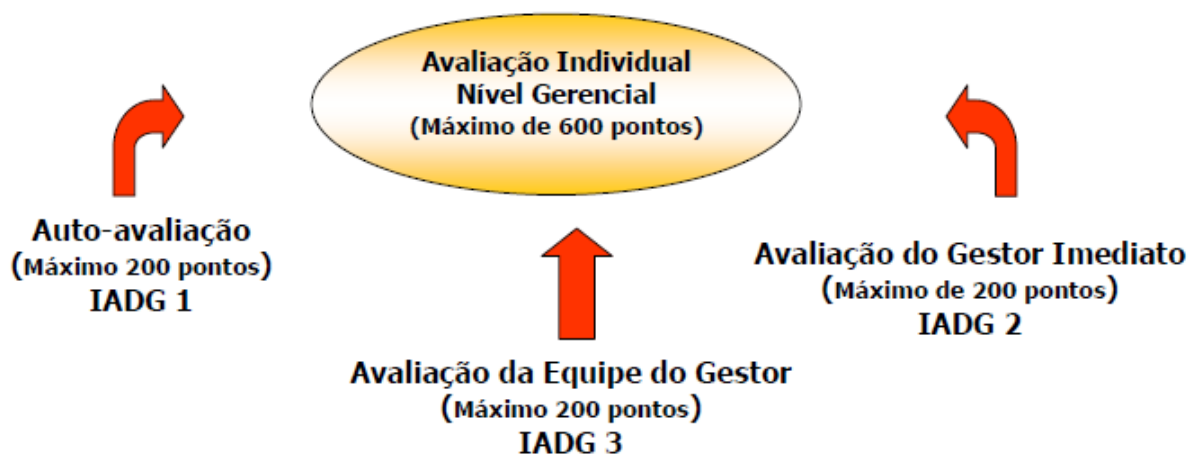 Avaliação Individual
Nível Gerencial
(Máximo de 600 pontos)
Auto-avaliação
(Máximo 200 pontos)
IADG 1
Avaliação do Gestor Imediato
(Máximo de 200 pontos)
IADG 2
Avaliação da Equipe do Gestor
(Máximo 200 pontos)
IADG 3